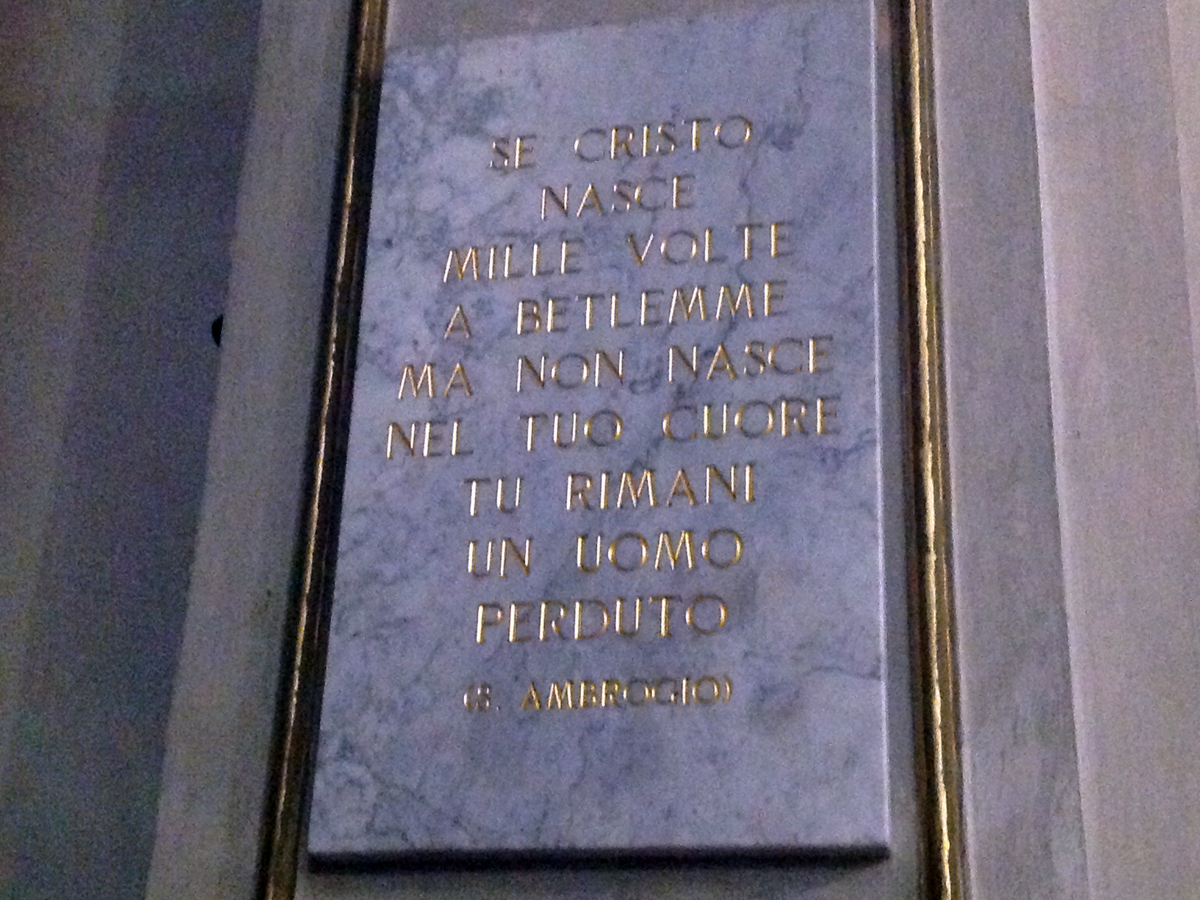 SE CRISTO
NASCE
MILLE VOLTE
A BETLEMME
MA NON NASCE
NEL TUO CUORE
TU RIMANI
UN UOMO
PERDUTO
(S. AMBROGIO)